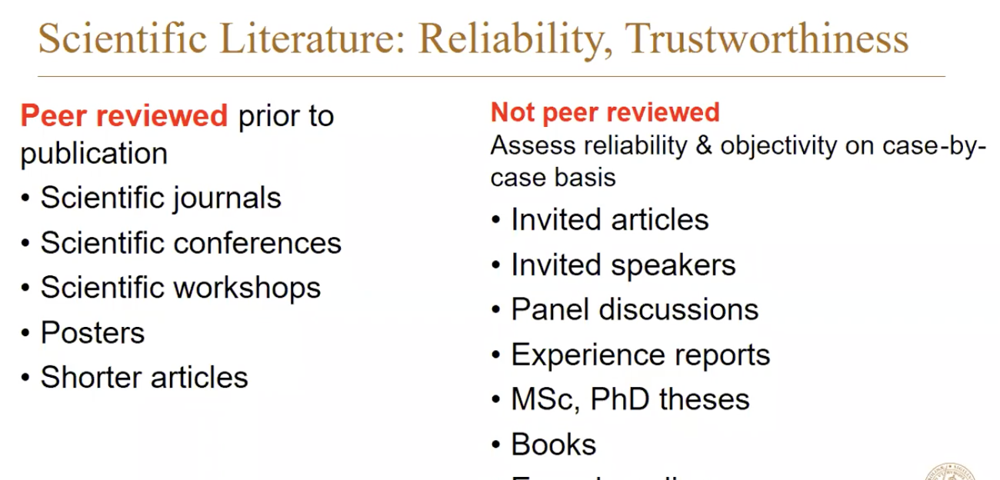 Scientific Literature: Reliability, Trustworthiness
Peer reviewed prior to
publication
• Scientific journals
• Scientific conferences
• Scientific workshops
• Posters
• Shorter articles
Not peer reviewed
Assess reliability & objectivity on case-by-
case basis
• Invited articles
• Invited speakers
• Panel discussions
• Experience reports
• MSc, PhD theses
• Books